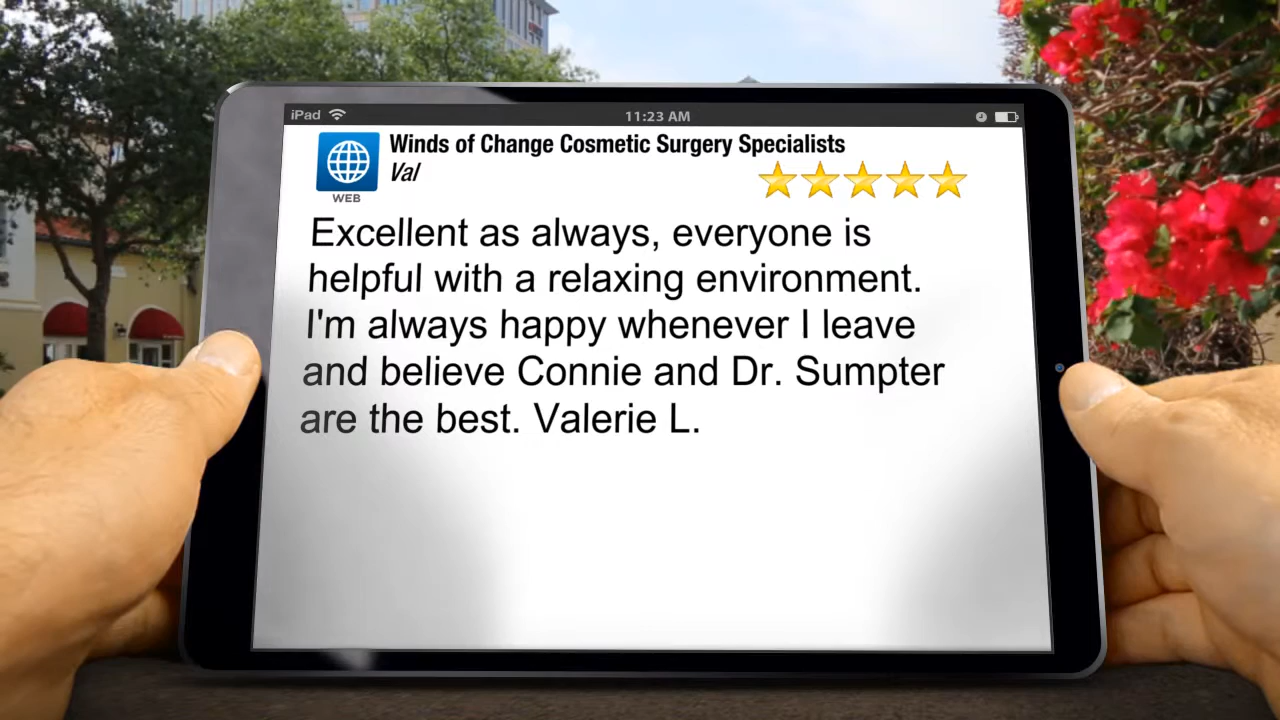 iPad 11:23 AM
Winds of Change Cosmetic Surgery Specialists
Val
WEB
Excellent as always, everyone is
helpful with a relaxing environment.
I'm always happy whenever I leave
and believe Connie and Dr. Sumpter
are the best. Valerie L.